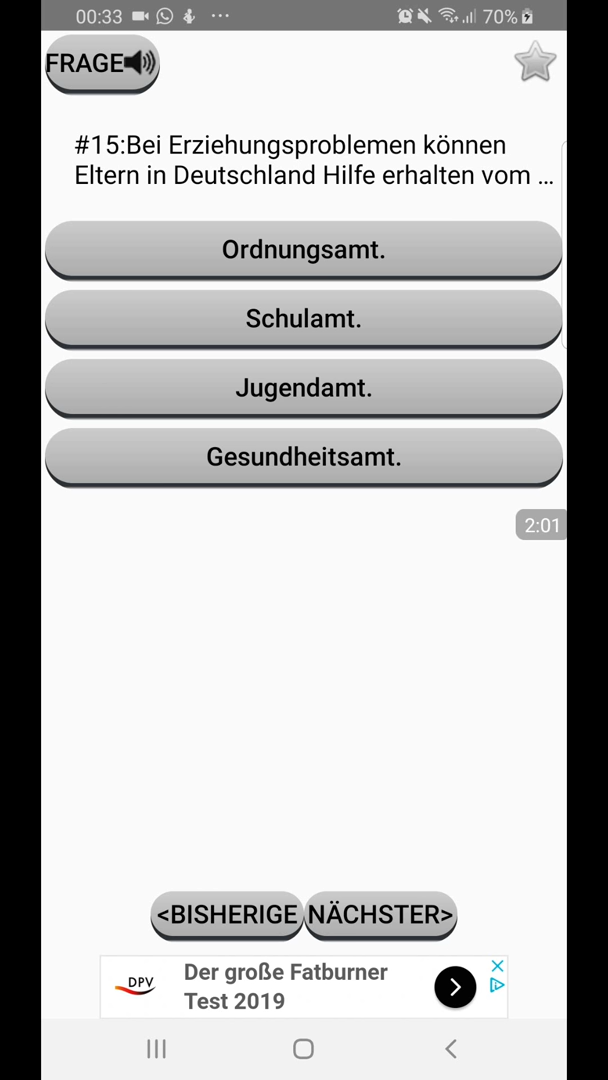 00:33 ... 70%
FRAGE
#15:Bei Erziehungsproblemen können
Eltern in Deutschland Hilfe erhalten vom ...
Ordnungsamt.
Schulamt.
Jugendamt.
Gesundheitsamt.
2:01
<BISHERIGE NÄCHSTER>
DPV
Der große Fatburner
Test 2019